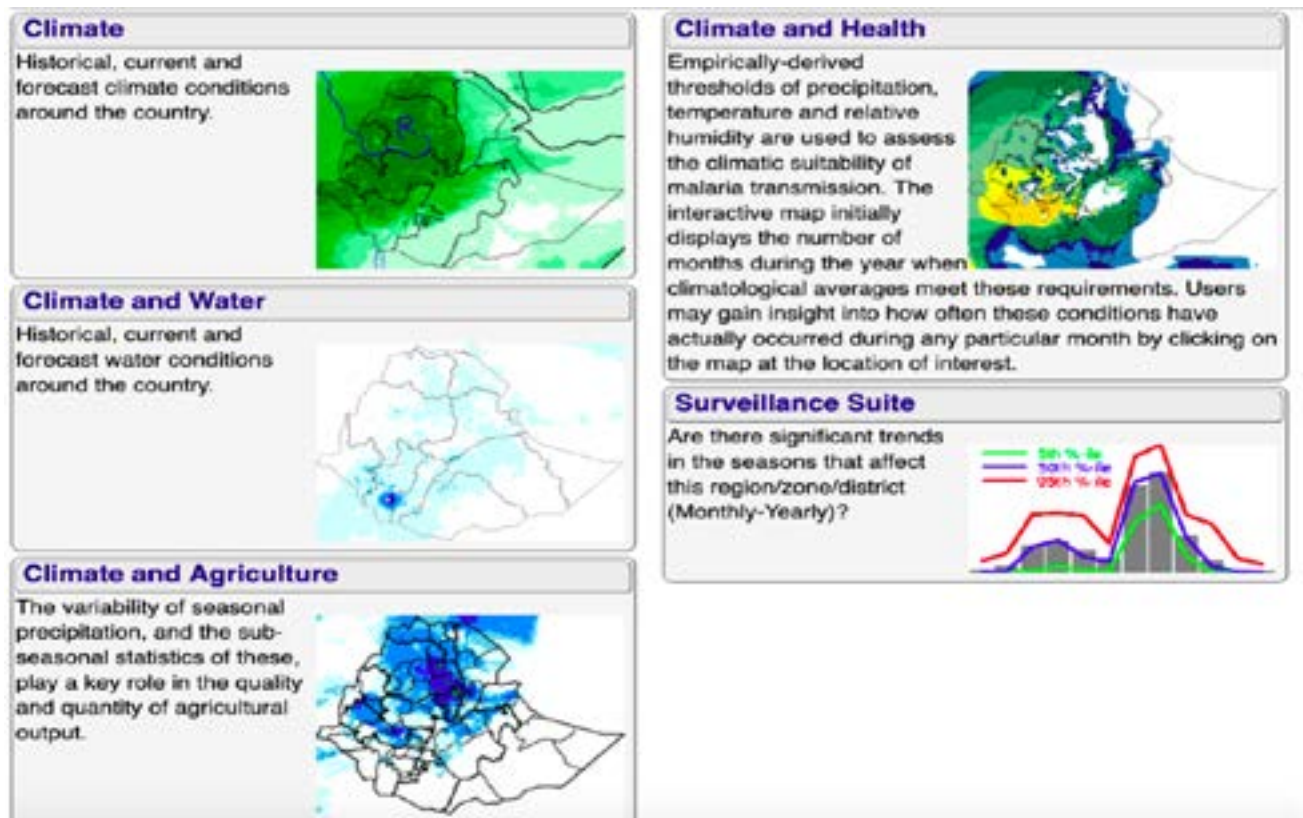 Climate
Historical, current and
forecast climate conditions
around the country.
Climate and Water
Historical, current and
forecast water conditions
around the country.
Climate and Agriculture
The variability of seasonal
precipitation, and the sub-
seasonal statistics of these,
play a key role in the quality
and quantity of agricultural
output.
Climate and Health
Empirically-derived
thresholds of precipitation,
temperature and relative
humidity are used to assess
the climatic suitability of
malaria transmission. The
interactive map initially
displays the number of
months during the year when
climatological averages meet these requirements. Users
may gain insight into how often these conditions have
actually occurred during any particular month by clicking on
the map at the location of interest.
Surveillance Suite
Are there significant trends
in the seasons that affect
this region/zone/district
(Monthly-Yearly)?
5th %-ile
50th %-ile
95th %-ile